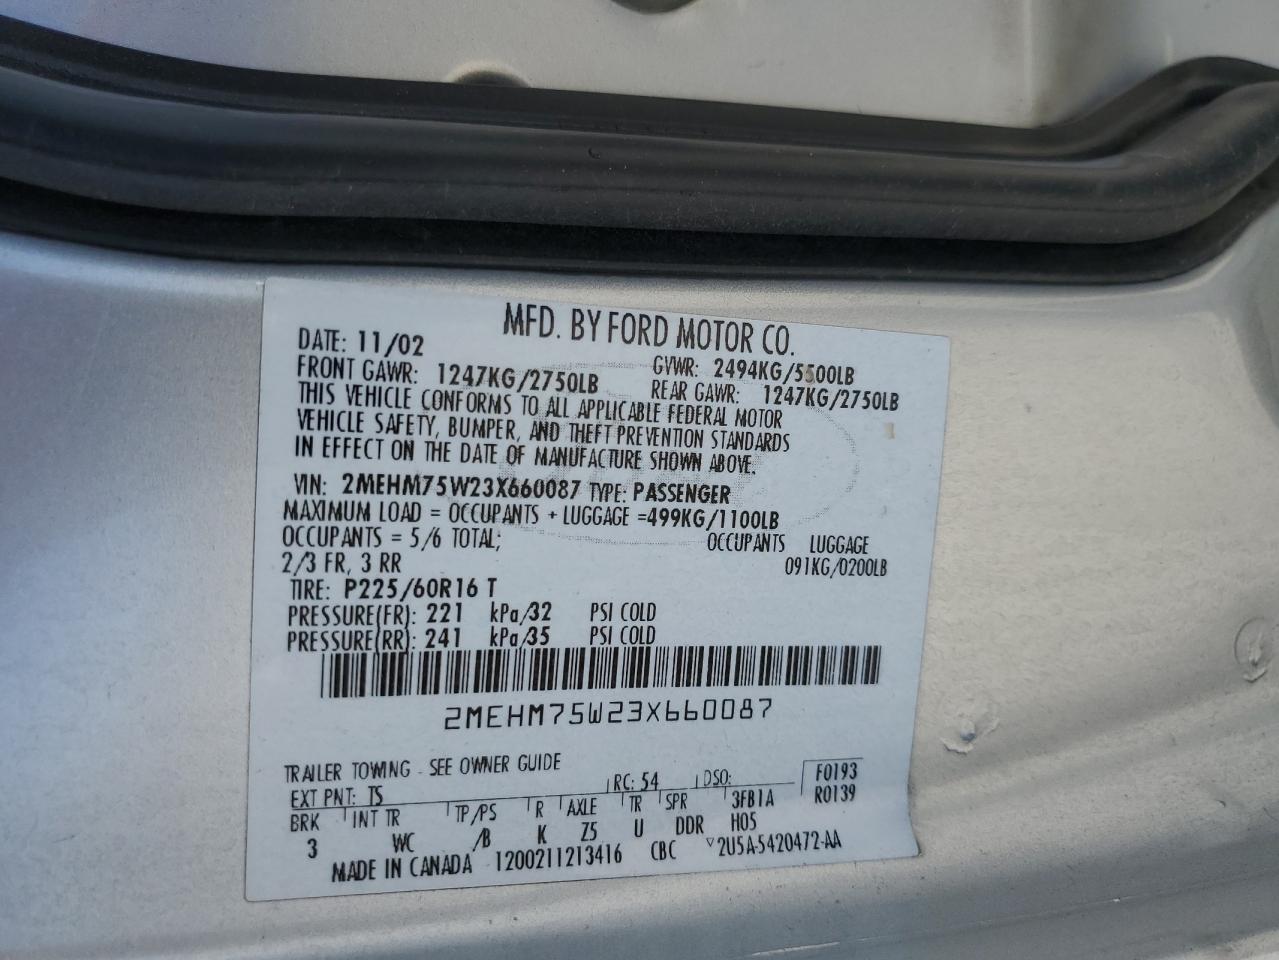 MFD. BY FORD MOTOR CO.
DATE: 11/02 GVWR: 2494KG/5500LB
FRONT GAWR: 1247KG/2750LB REAR GAWR: 1247KG/2750LB
THIS VEHICLE CONFORMS TO ALL APPLICABLE FEDERAL MOTOR
VEHICLE SAFETY, BUMPER, AND THEFT PREVENTION STANDARDS
IN EFFECT ON THE DATE OF MANUFACTURE SHOWN ABOVE.
VIN: 2MEHM75W23X660087 TYPE: PASSENGER
MAXIMUM LOAD = OCCUPANTS + LUGGAGE =499KG/1100LB
OCCUPANTS = 5/6 TOTAL; OCCUPANTS LUGGAGE
2/3 FR, 3 RR 091KG/0200LB
TIRE: P225/60R16 T
PRESSURE(FR): 221 kPa/32 PSI COLD
PRESSURE(RR): 241 kPa/35 PSI COLD
2MEHM75W23X660087
TRAILER TOWING - SEE OWNER GUIDE
EXT PNT: TS RC: 54 DSO: F0193
BRK INT TR TP/PS R AXLE TR SPR 3FB1A R0139
3 WC /B K Z5 U DDR H05
MADE IN CANADA 1200211213416 CBC ▽2U5A-5420472-AA